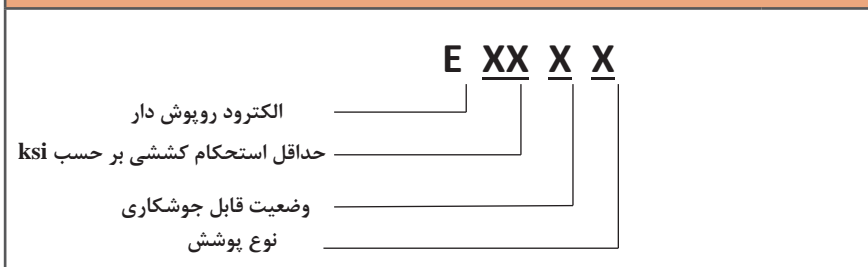 E XX X X
الکترود روپوش دار
حداقل استحکام کششی بر حسب ksi
وضعیت قابل جوشکاری
نوع پوشش